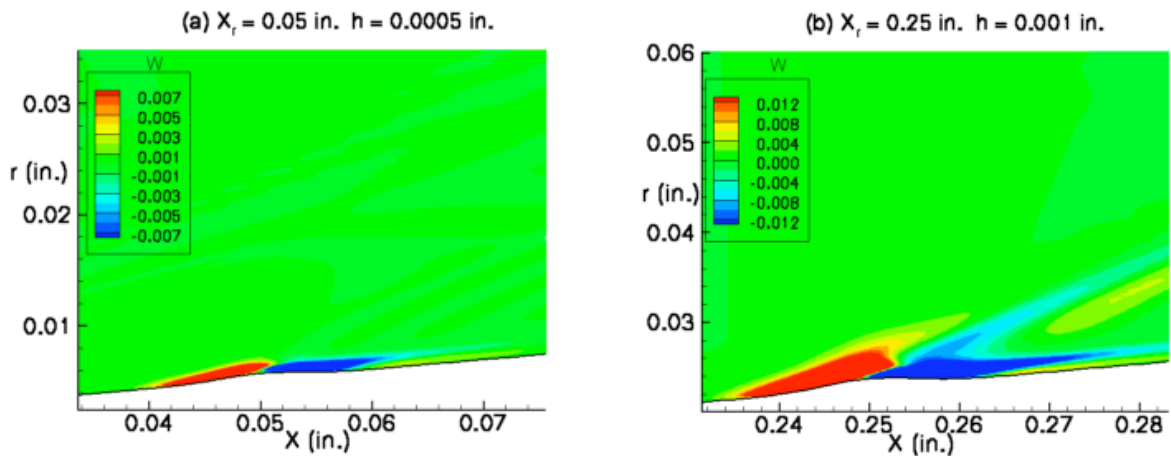 (a) Xr = 0.05 in. h = 0.0005 in.
W
0.007
0.005
0.003
0.001
-0.001
-0.003
-0.005
-0.007
0.03
r (in.)
0.02
0.01
0.04 0.05 0.06 0.07
X (in.)
(b) Xr = 0.25 in. h = 0.001 in.
W
0.012
0.008
0.004
0.000
-0.004
-0.008
-0.012
0.06
0.05
r (in.)
0.04
0.03
0.24 0.25 0.26 0.27 0.28
X (in.)